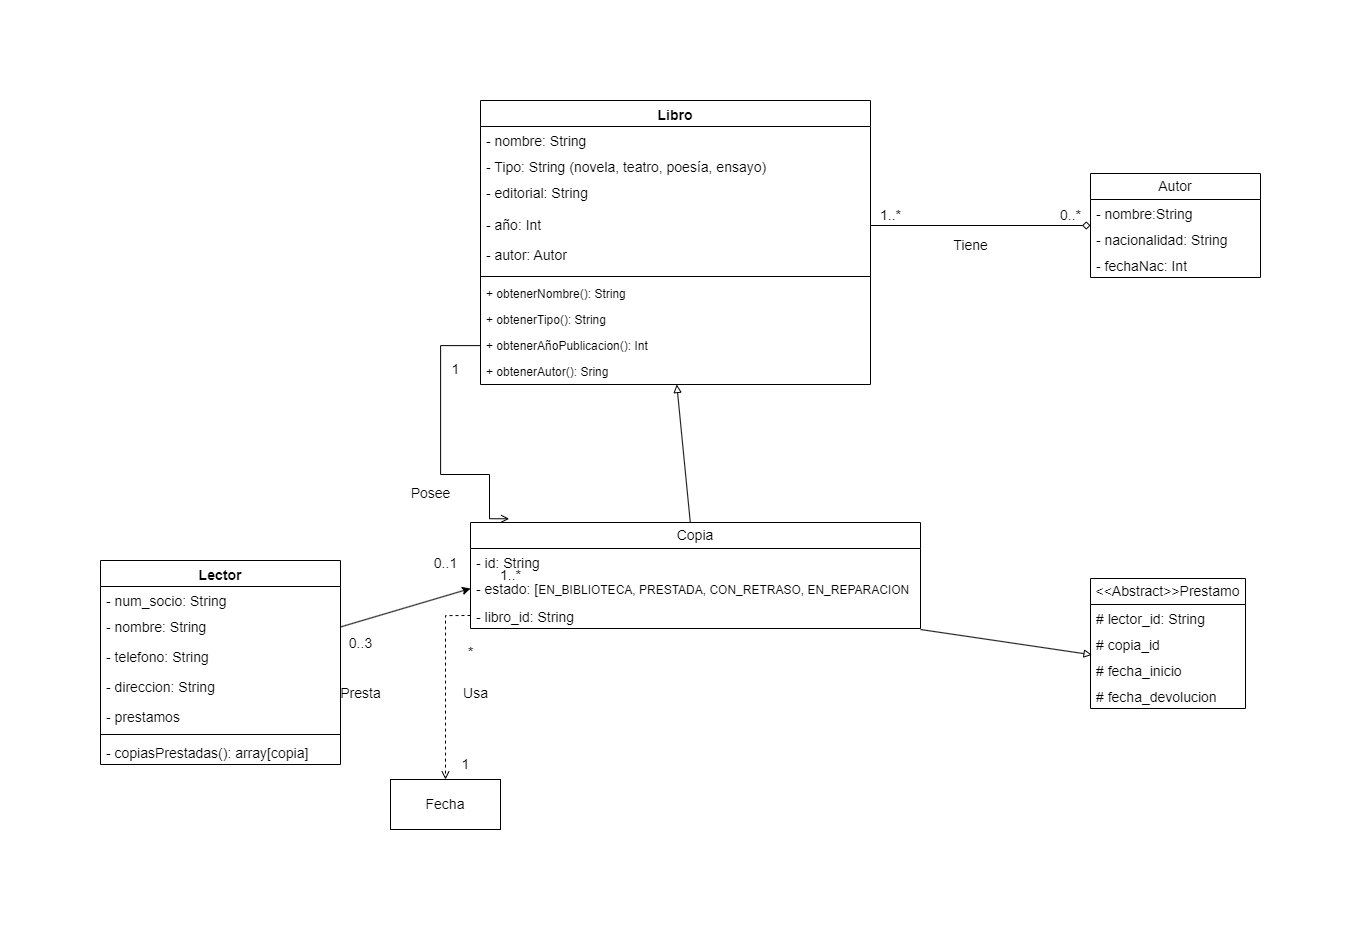 Libro
- nombre: String
- Tipo: String (novela, teatro, poesía, ensayo)
- editorial: String
- año: Int
- autor: Autor
+ obtenerNombre(): String
+ obtenerTipo(): String
+ obtenerAñoPublicacion(): Int
+ obtenerAutor(): Sring
1..*
0..*
Tiene
Autor
- nombre:String
- nacionalidad: String
- fechaNac: Int
1
Posee
1..*
Copia
- id: String
- estado: [EN_BIBLIOTECA, PRESTADA, CON_RETRASO, EN_REPARACION
- libro_id: String
0..1
0..3
Presta
Lector
- num_socio: String
- nombre: String
- telefono: String
- direccion: String
- prestamos
- copiasPrestadas(): array[copia]
*
Usa
1
Fecha
<<Abstract>>Prestamo
# lector_id: String
# copia_id
# fecha_inicio
# fecha_devolucion